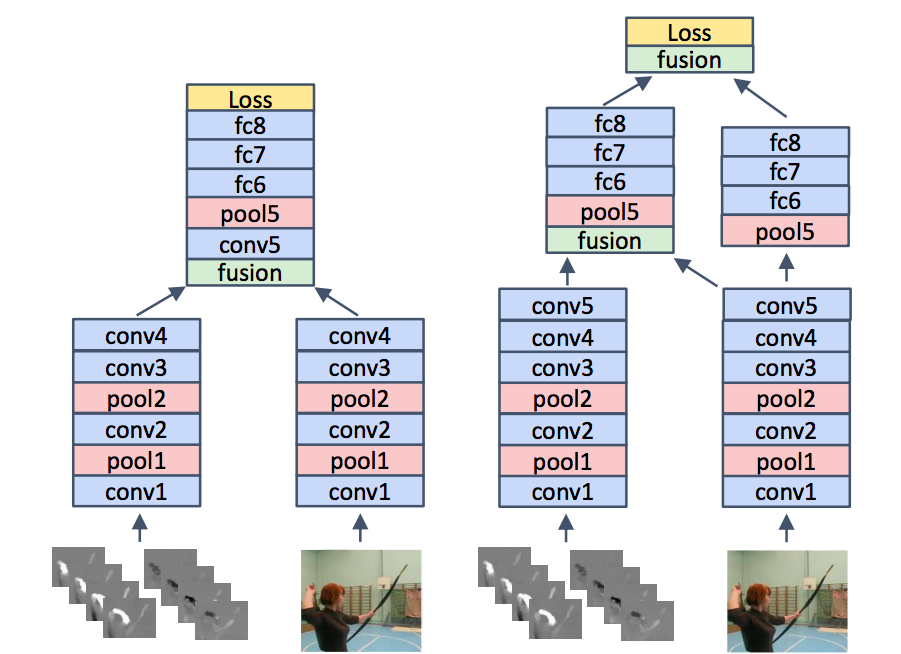 Loss
fc8
fc7
fc6
pool5
conv5
fusion
conv4
conv3
pool2
conv2
pool1
conv1
conv4
conv3
pool2
conv2
pool1
conv1
Loss
fusion
fc8
fc7
fc6
pool5
fusion
fc8
fc7
fc6
pool5
conv5
conv4
conv3
pool2
conv2
pool1
conv1
conv5
conv4
conv3
pool2
conv2
pool1
conv1